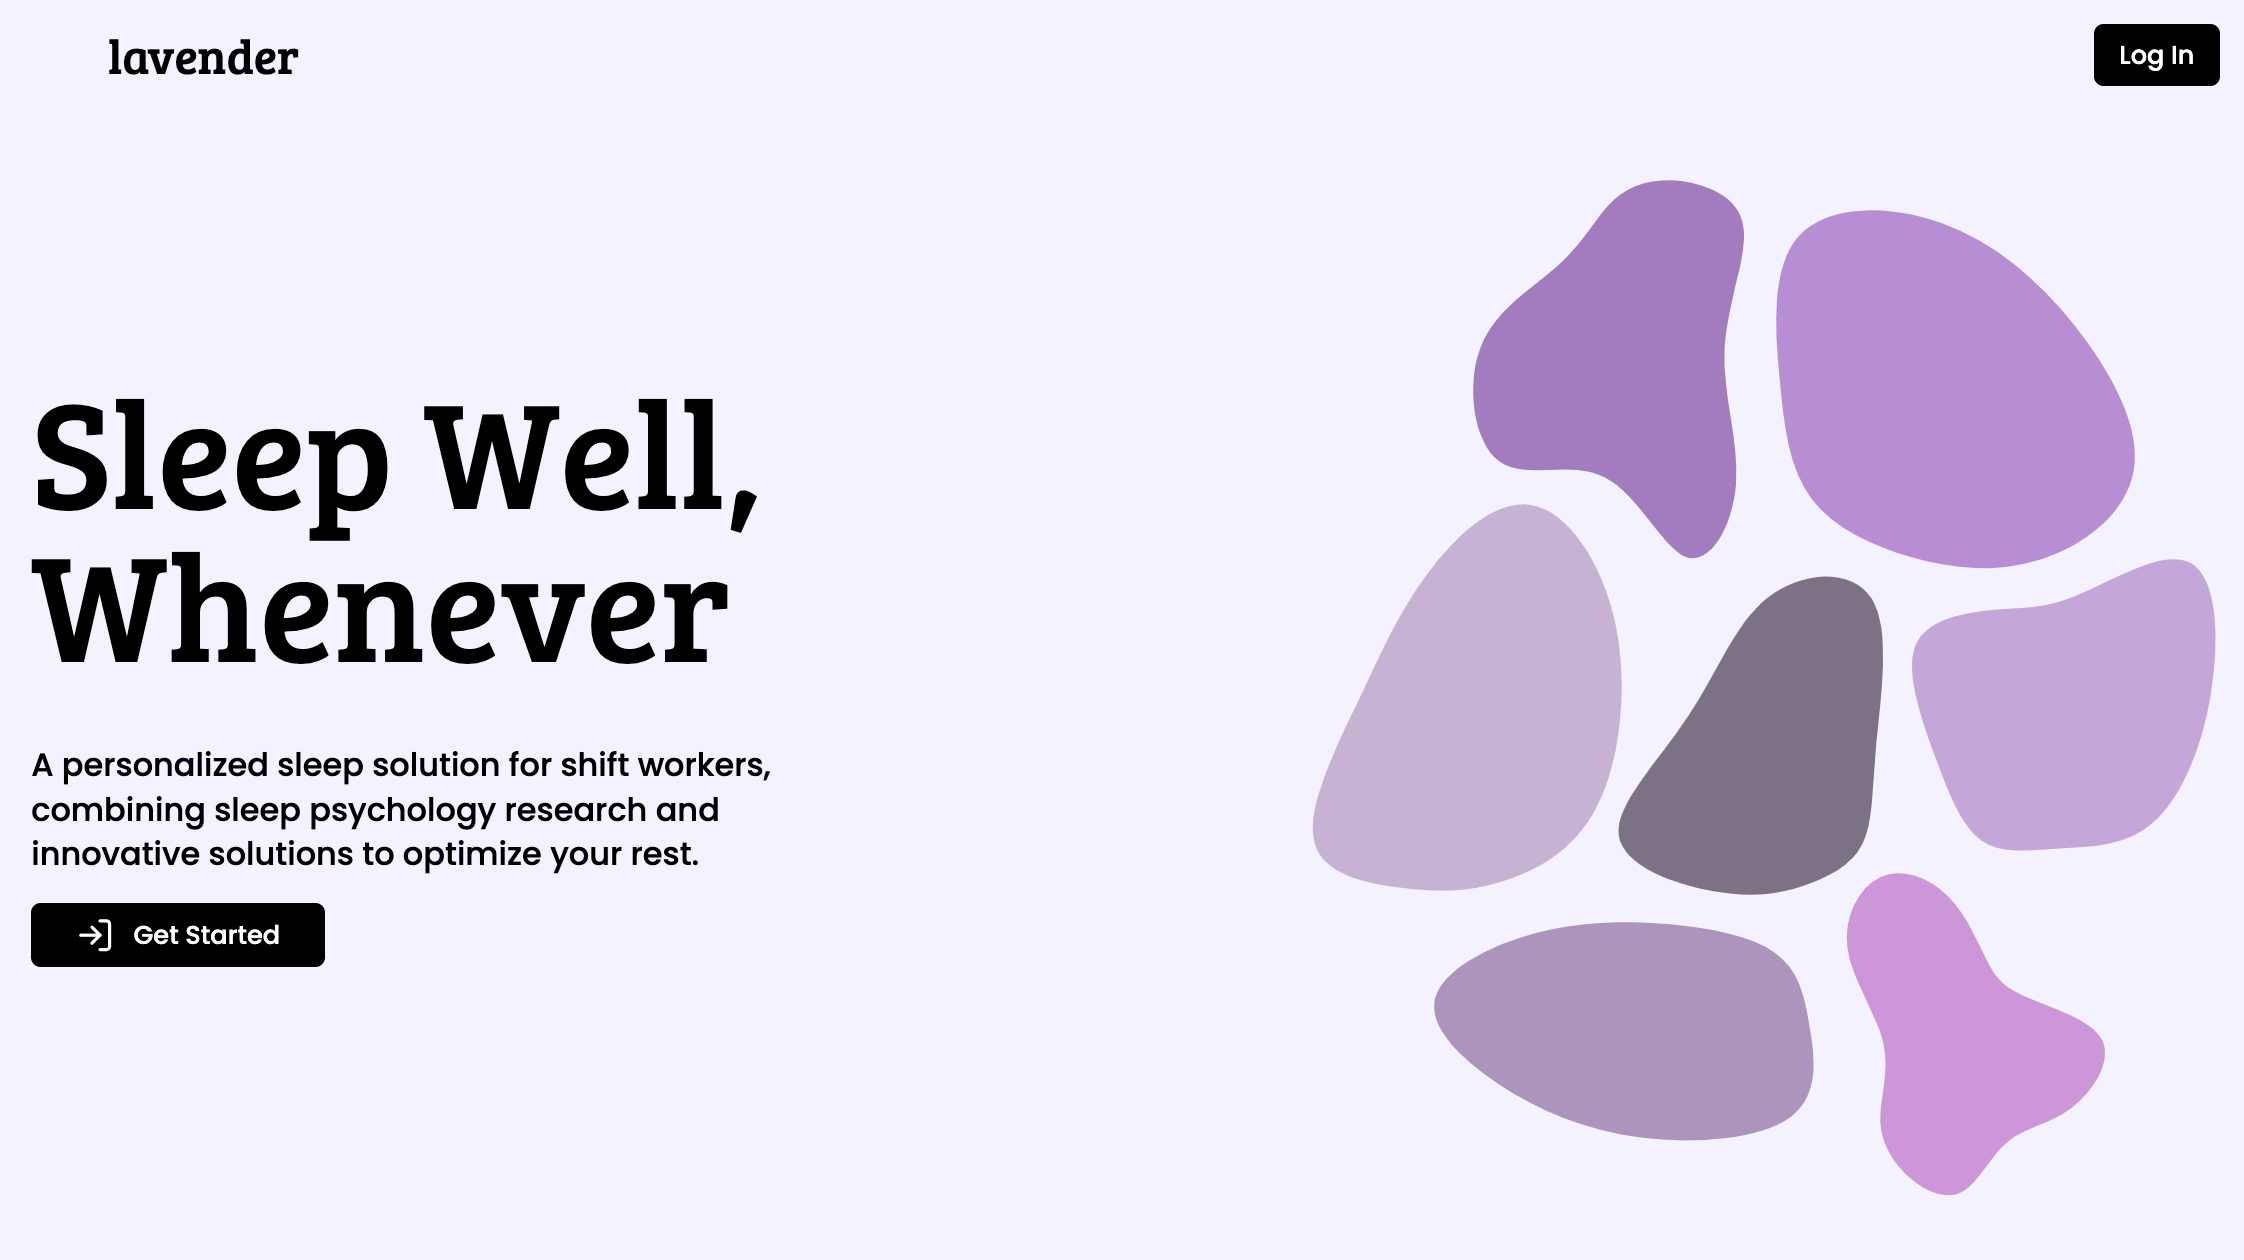 lavender
Log In
Sleep Well,
Whenever
A personalized sleep solution for shift workers,
combining sleep psychology research and
innovative solutions to optimize your rest.
Get Started